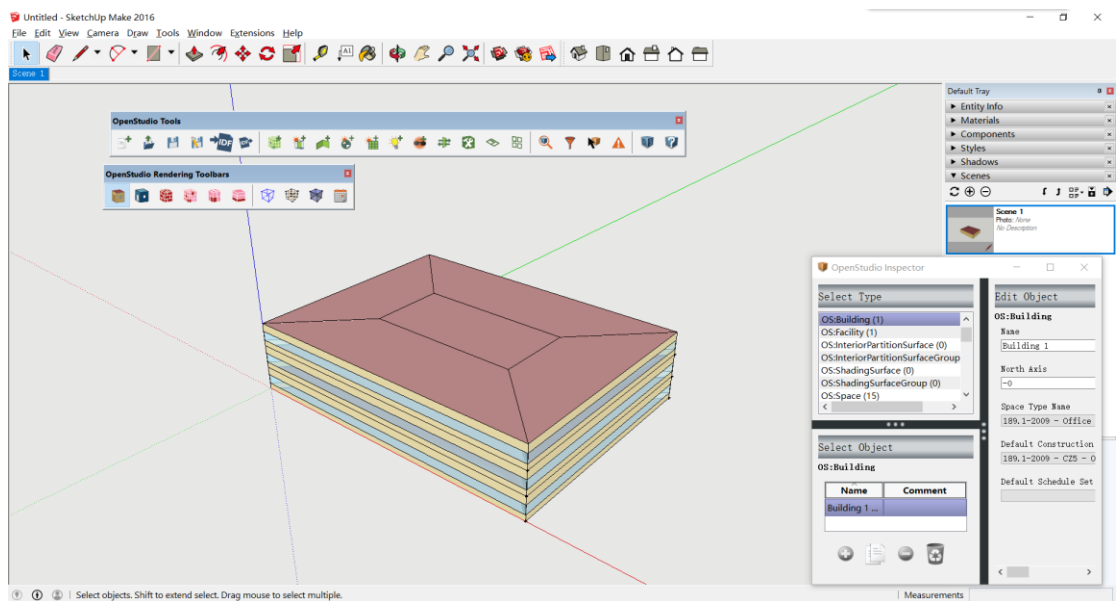 Untitled - SketchUp Make 2016
File Edit View Camera Draw Tools Window Extensions Help
Scene 1
Default Tray
Entity Info
Materials
Components
Styles
Shadows
Scenes
Scene 1
Photo: None
No Description
OpenStudio Tools
OpenStudio Rendering Toolbars
OpenStudio Inspector
Select Type
OS:Building (1)
OS:Facility (1)
OS:InteriorPartitionSurface (0)
OS:InteriorPartitionSurfaceGroup
OS:ShadingSurface (0)
OS:ShadingSurfaceGroup (0)
OS:Space (15)
Select Object
OS:Building
Name Comment
Building 1 ...
Edit Object
OS:Building
Name
Building 1
North Axis
-0
Space Type Name
189.1-2009 - Office
Default Construction
189.1-2009 - CZ5 - O
Default Schedule Set
Select objects. Shift to extend select. Drag mouse to select multiple.
Measurements